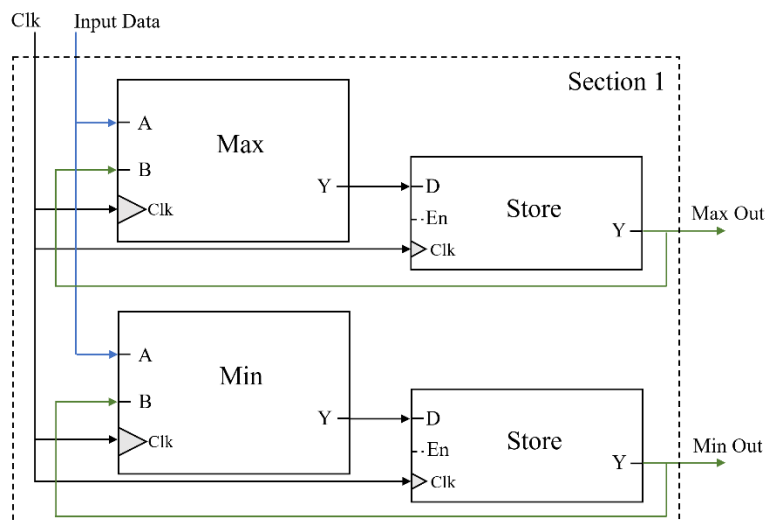 Clk Input Data
Section 1
A
Max
B
Y D
Store
Clk
En
Max Out
Y
Clk
A
Min
B
Y D
Store
Clk
En
Min Out
Y
Clk